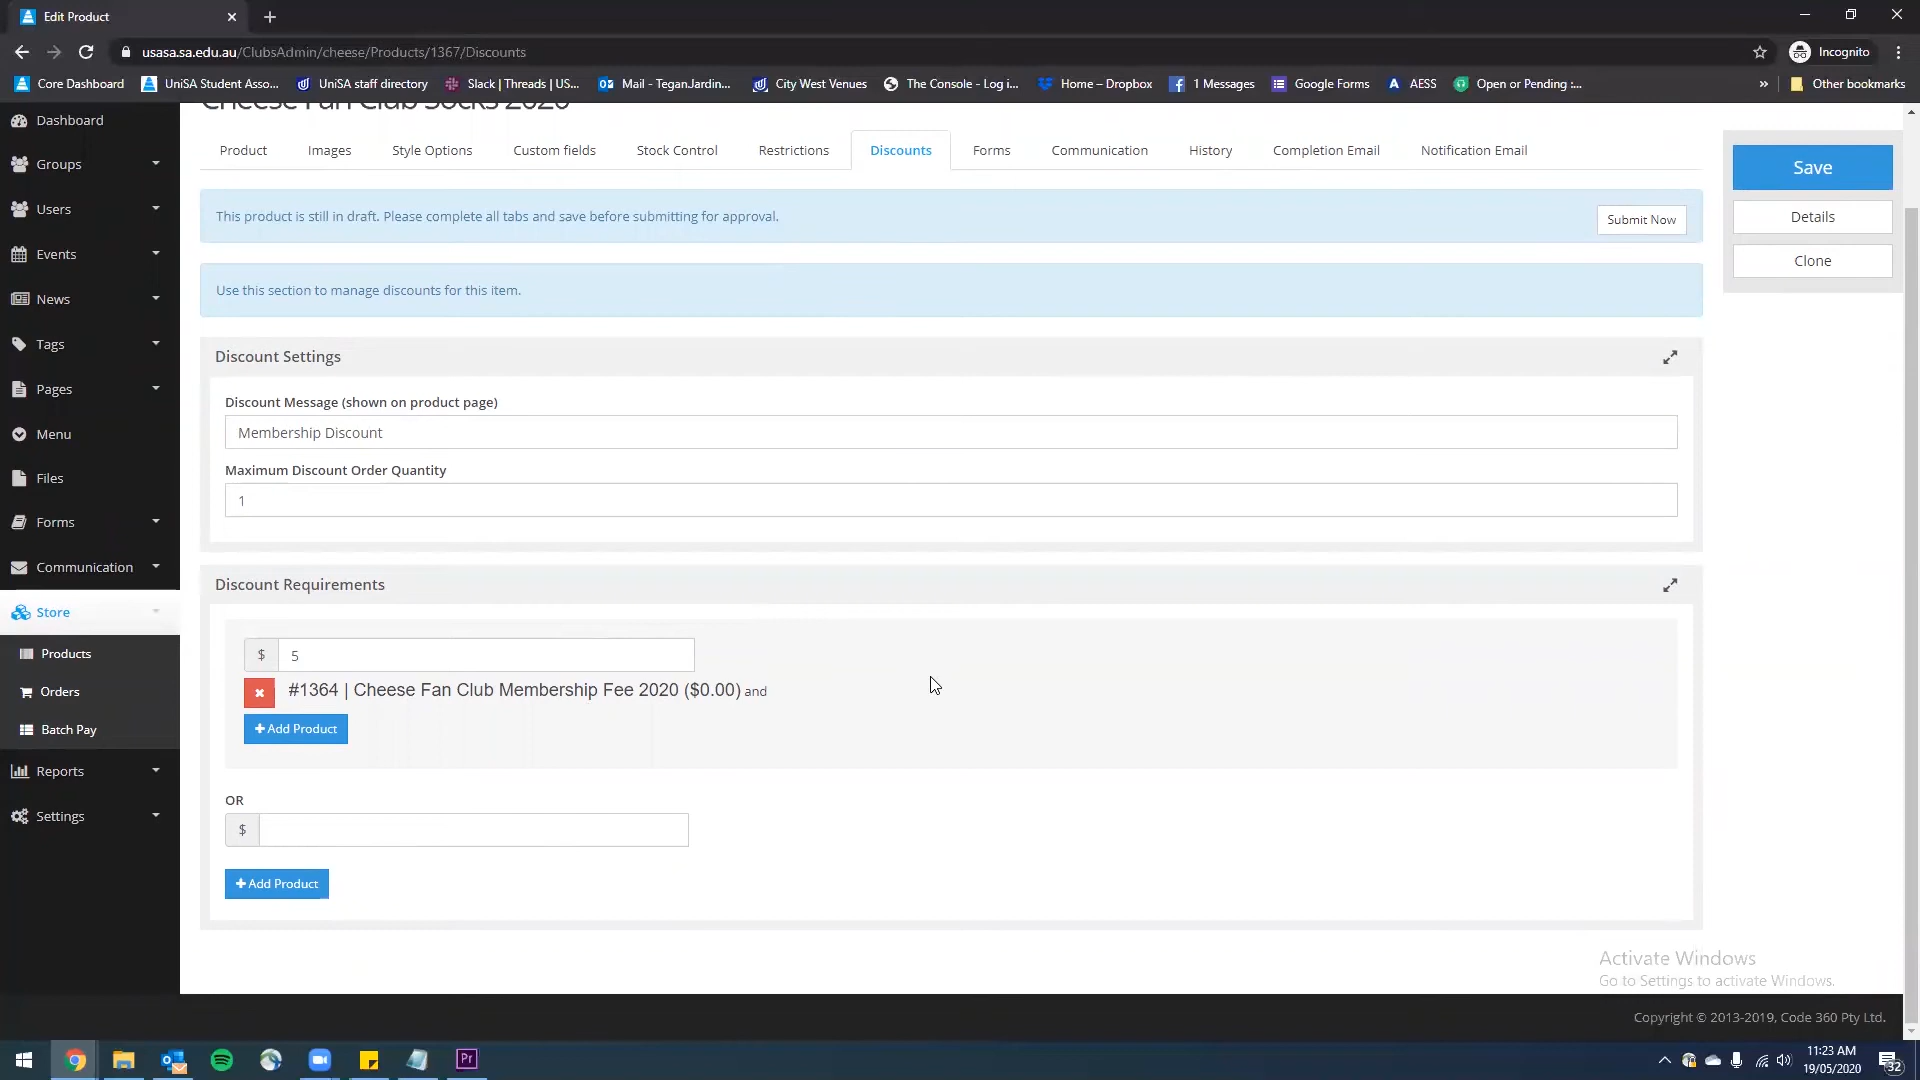 Edit Product
usasa.sa.edu.au/ClubsAdmin/cheese/Products/1367/Discounts
Incognito
Core Dashboard
UniSA Student Asso...
UniSA staff directory
Slack | Threads | US...
Mail - TeganJardin...
City West Venues
The Console - Log i...
Home – Dropbox
1 Messages
Google Forms
AESS
Open or Pending :...
»
Other bookmarks
Cheese Fan Club Socks 2020
Dashboard
Groups
Users
Events
News
Tags
Pages
Menu
Files
Forms
Communication
Store
Products
Orders
Batch Pay
Reports
Settings
Product
Images
Style Options
Custom fields
Stock Control
Restrictions
Discounts
Forms
Communication
History
Completion Email
Notification Email
This product is still in draft. Please complete all tabs and save before submitting for approval.
Submit Now
Use this section to manage discounts for this item.
Discount Settings
Discount Message (shown on product page)
Membership Discount
Maximum Discount Order Quantity
1
Discount Requirements
$ 5
#1364 | Cheese Fan Club Membership Fee 2020 ($0.00) and
Add Product
OR
$
Add Product
Save
Details
Clone
Activate Windows
Go to Settings to activate Windows.
Copyright © 2013-2019, Code 360 Pty Ltd.
Pr
11:23 AM
19/05/2020
32